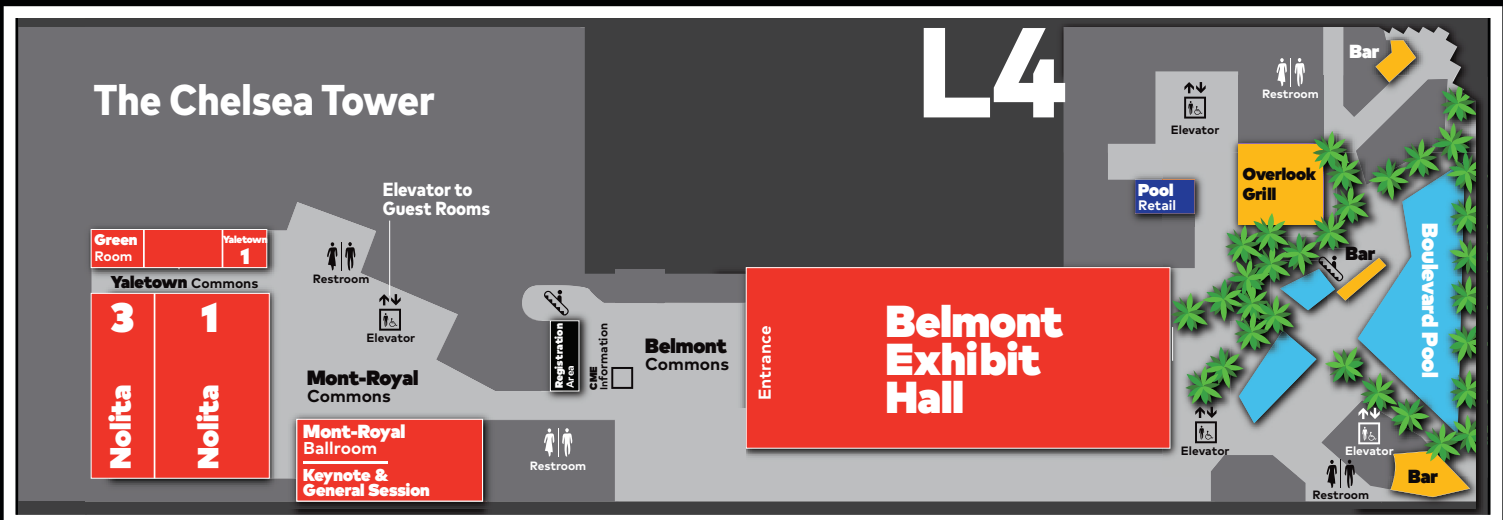 L4
The Chelsea Tower
Elevator to
Guest Rooms
Green
Room
Yaletown
1
Yaletown Commons
3
Nolita
1
Nolita
Restroom
Elevator
Mont-Royal
Commons
Mont-Royal
Ballroom
Keynote &
General Session
Restroom
Registration
Area
CME
Information
Belmont
Commons
Entrance
Belmont
Exhibit
Hall
Elevator
Restroom
Bar
Pool
Retail
Overlook
Grill
Bar
Boulevard Pool
Elevator
Elevator
Restroom
Bar